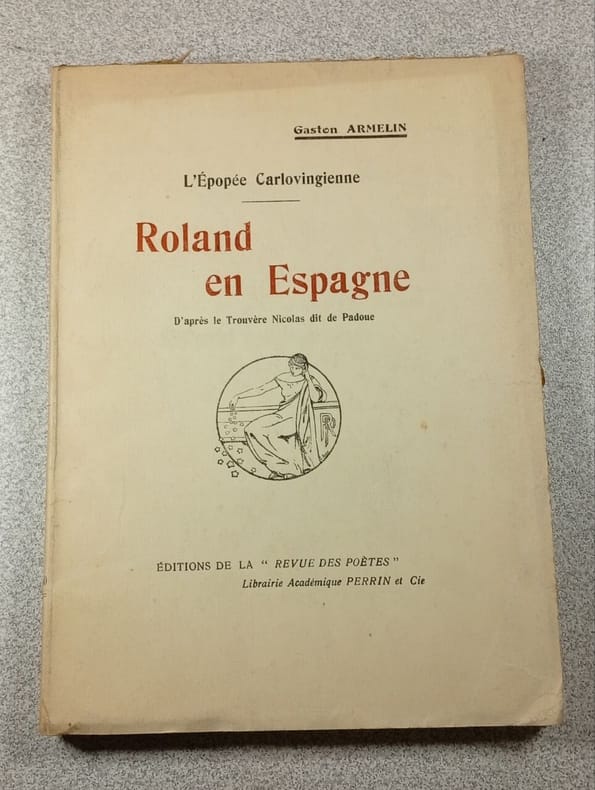 Gaston ARMELIN
L'Épopée Carlovingienne
Roland
en Espagne
D'après le Trouvère Nicolas dit de Padoue
ÉDITIONS DE LA " REVUE DES POÈTES "
Librairie Académique PERRIN et Cie